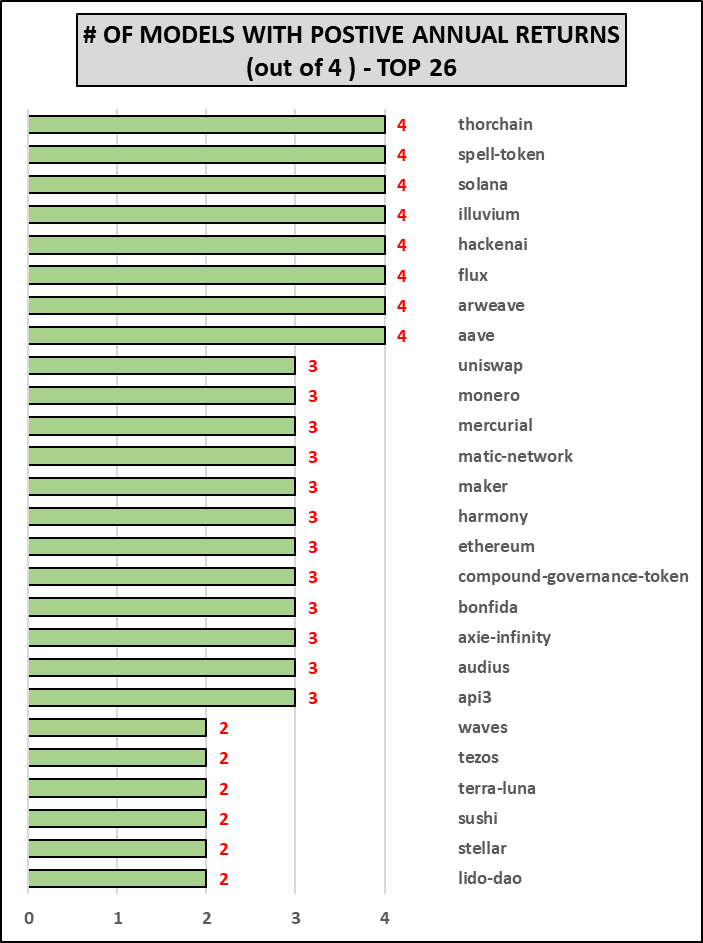 # OF MODELS WITH POSTIVE ANNUAL RETURNS
(out of 4 ) - TOP 26
4 thorchain
4 spell-token
4 solana
4 illuvium
4 hackenai
4 flux
4 arweave
4 aave
3 uniswap
3 monero
3 mercurial
3 matic-network
3 maker
3 harmony
3 ethereum
3 compound-governance-token
3 bonfida
3 axie-infinity
3 audius
3 api3
2 waves
2 tezos
2 terra-luna
2 sushi
2 stellar
2 lido-dao
0 1 2 3 4